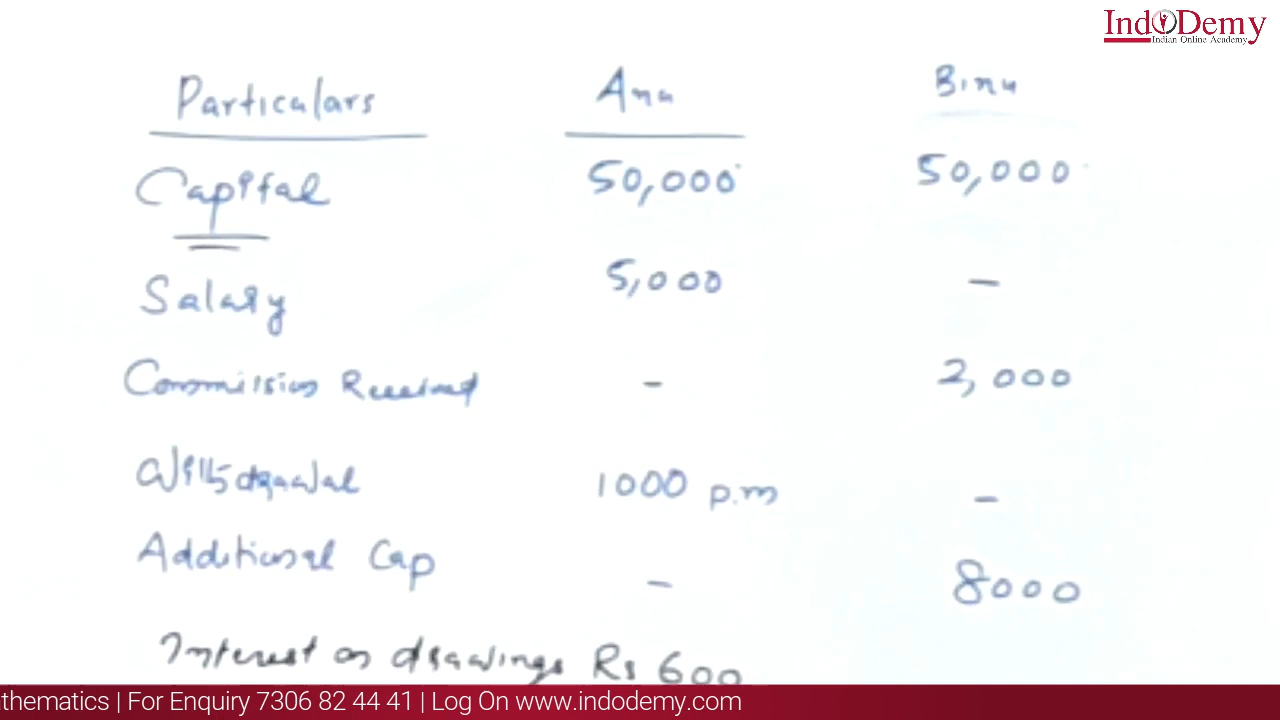 IndoDemy
Indian Online Academy
Particulars Anu Binu
Capital 50,000 50,000
Salary 5,000 -
Commission Received - 2,000
Withdrawal 1000 p.m -
Additional Cap - 8000
Interest on drawings Rs 600
thematics | For Enquiry 7306 82 44 41 | Log On www.indodemy.com